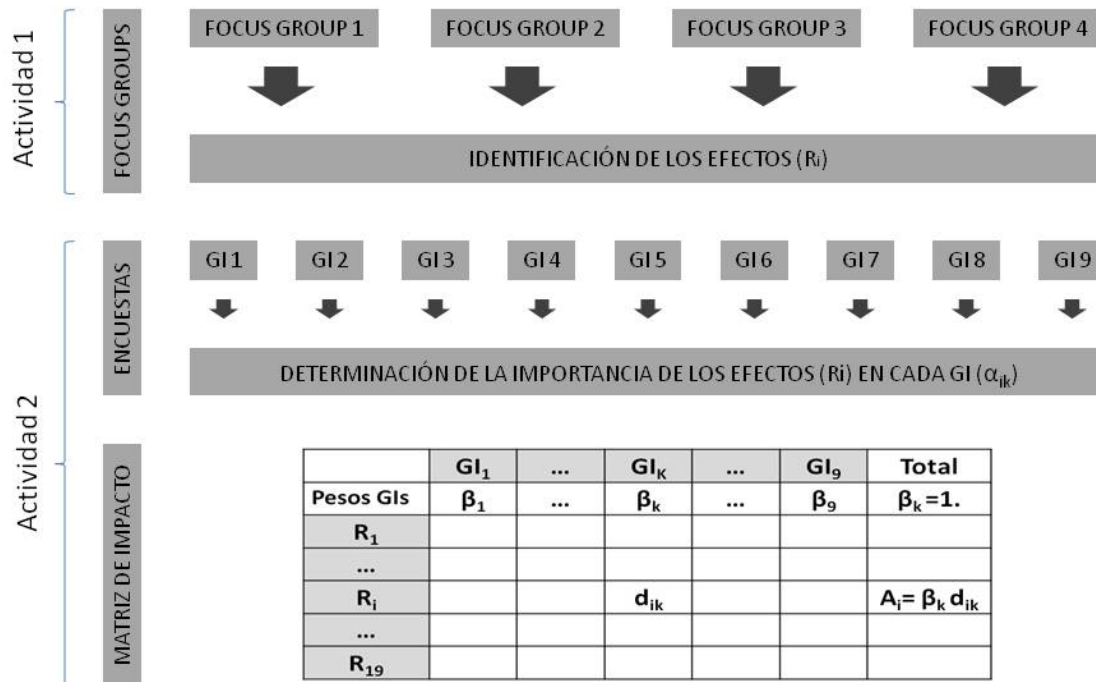 Actividad 1
FOCUS GROUPS
FOCUS GROUP 1 FOCUS GROUP 2 FOCUS GROUP 3 FOCUS GROUP 4
IDENTIFICACIÓN DE LOS EFECTOS (Ri)
Actividad 2
ENCUESTAS
GI 1 GI 2 GI 3 GI 4 GI 5 GI 6 GI 7 GI 8 GI 9
DETERMINACIÓN DE LA IMPORTANCIA DE LOS EFECTOS (Ri) EN CADA GI (αik)
MATRIZ DE IMPACTO
GI1 ... GIK ... GI9 Total
Pesos GIs β1 ... βk ... β9 βk =1.
R1
...
Ri dik Ai= βk dik
...
R19